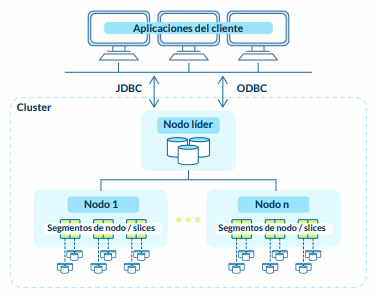 Aplicaciones del cliente
JDBC
ODBC
Cluster
Nodo líder
Nodo 1
Nodo n
Segmentos de nodo / slices
Segmentos de nodo / slices